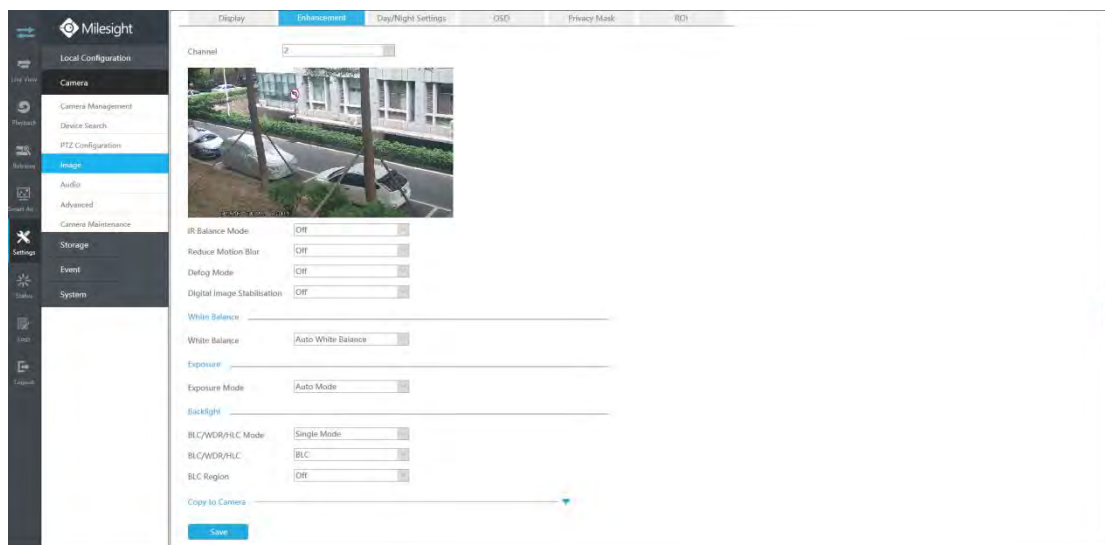 Milesight
Local Configuration
Camera
Camera Management
Device Search
PTZ Configuration
Image
Audio
Advanced
Camera Maintenance
Storage
Event
System
Live View
Playback
Retrieve
Settings
Status
Logs
Logout
Display Enhancement Day/Night Settings OSD Privacy Mask ROI
Channel 2
IR Balance Mode Off
Reduce Motion Blur Off
Defog Mode Off
Digital Image Stabilisation Off
White Balance
White Balance Auto White Balance
Exposure
Exposure Mode Auto Mode
Backlight
BLC/WDR/HLC Mode Single Mode
BLC/WDR/HLC BLC
BLC Region Off
Copy to Camera
Save